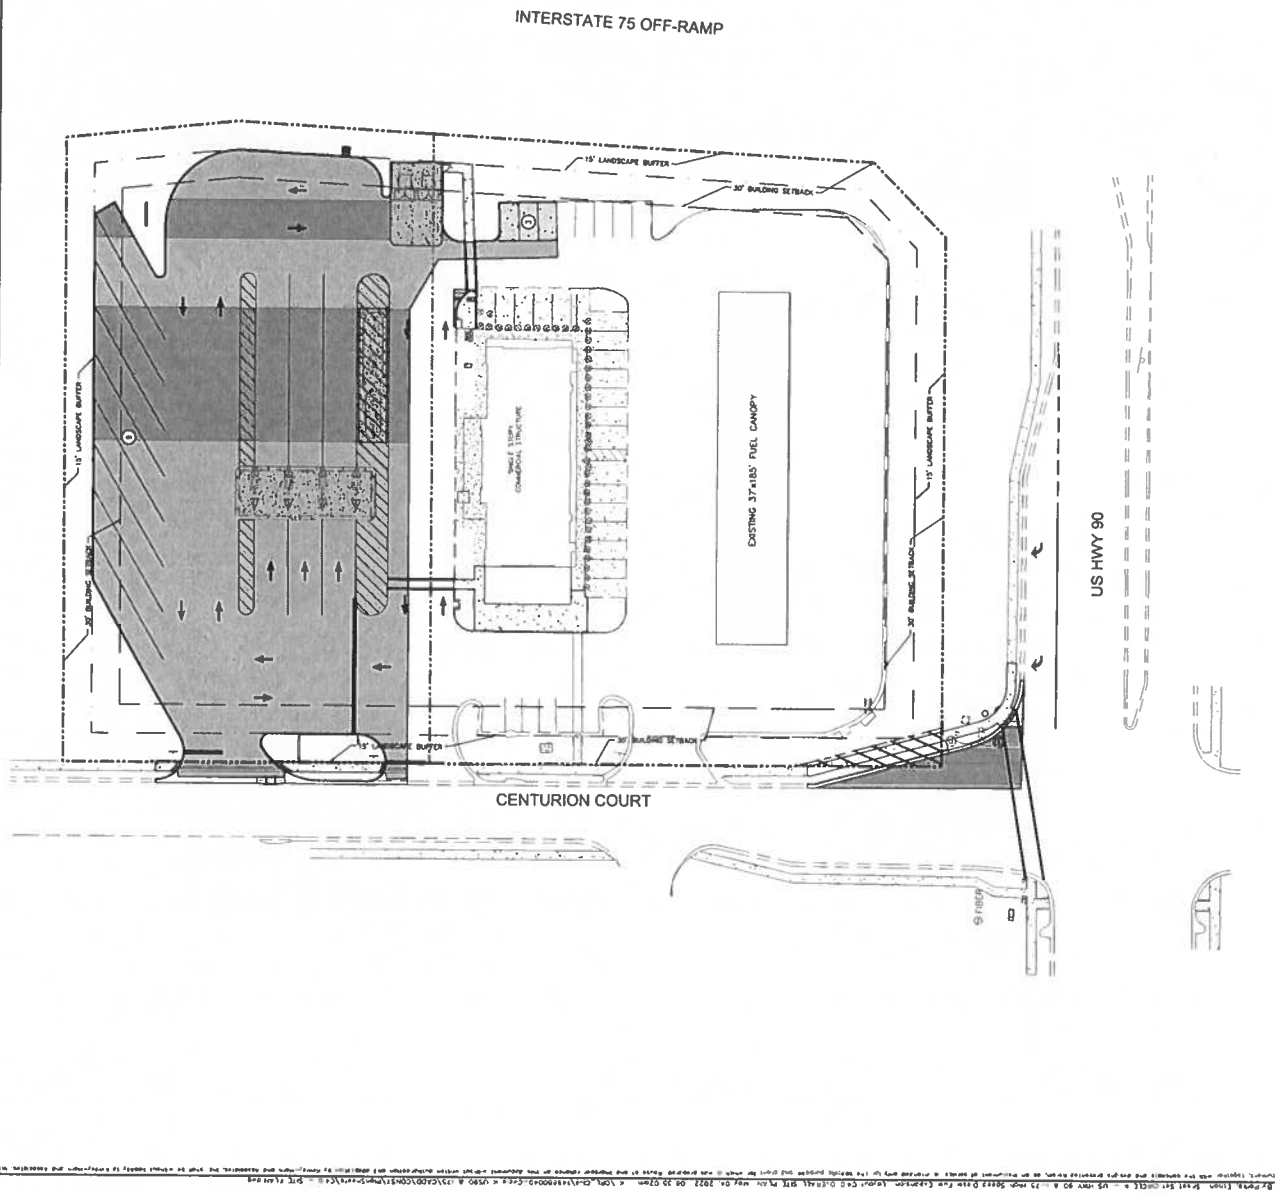 INTERSTATE 75 OFF-RAMP
15' LANDSCAPE BUFFER
30' BUILDING SETBACK
3
15' LANDSCAPE BUFFER
15' LANDSCAPE BUFFER
SINGLE STORY
COMMERCIAL STRUCTURE
EXISTING 37'x185' FUEL CANOPY
US HWY 90
30' BUILDING SETBACK
30' BUILDING SETBACK
15' LANDSCAPE BUFFER
30' BUILDING SETBACK
CENTURION COURT
FIBER